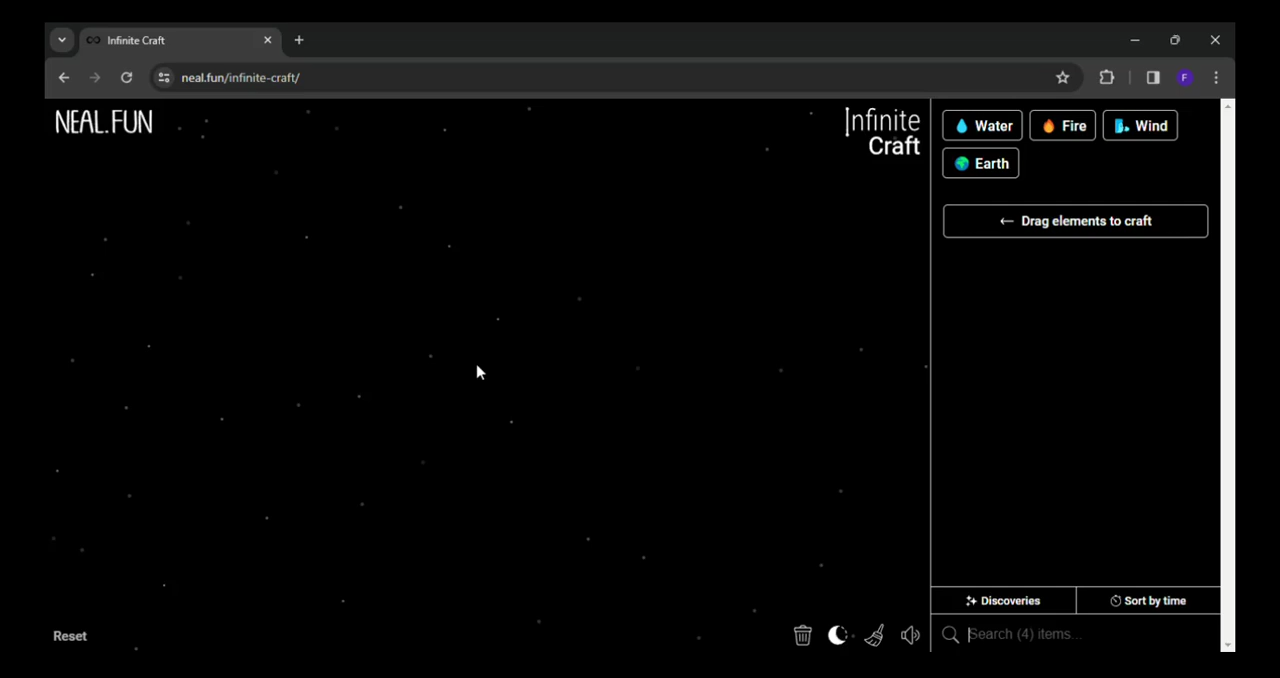 Infinite Craft
neal.fun/infinite-craft/
F
NEAL.FUN
Infinite
Craft
Water
Fire
Wind
Earth
← Drag elements to craft
Discoveries
Sort by time
Reset
Search (4) items...